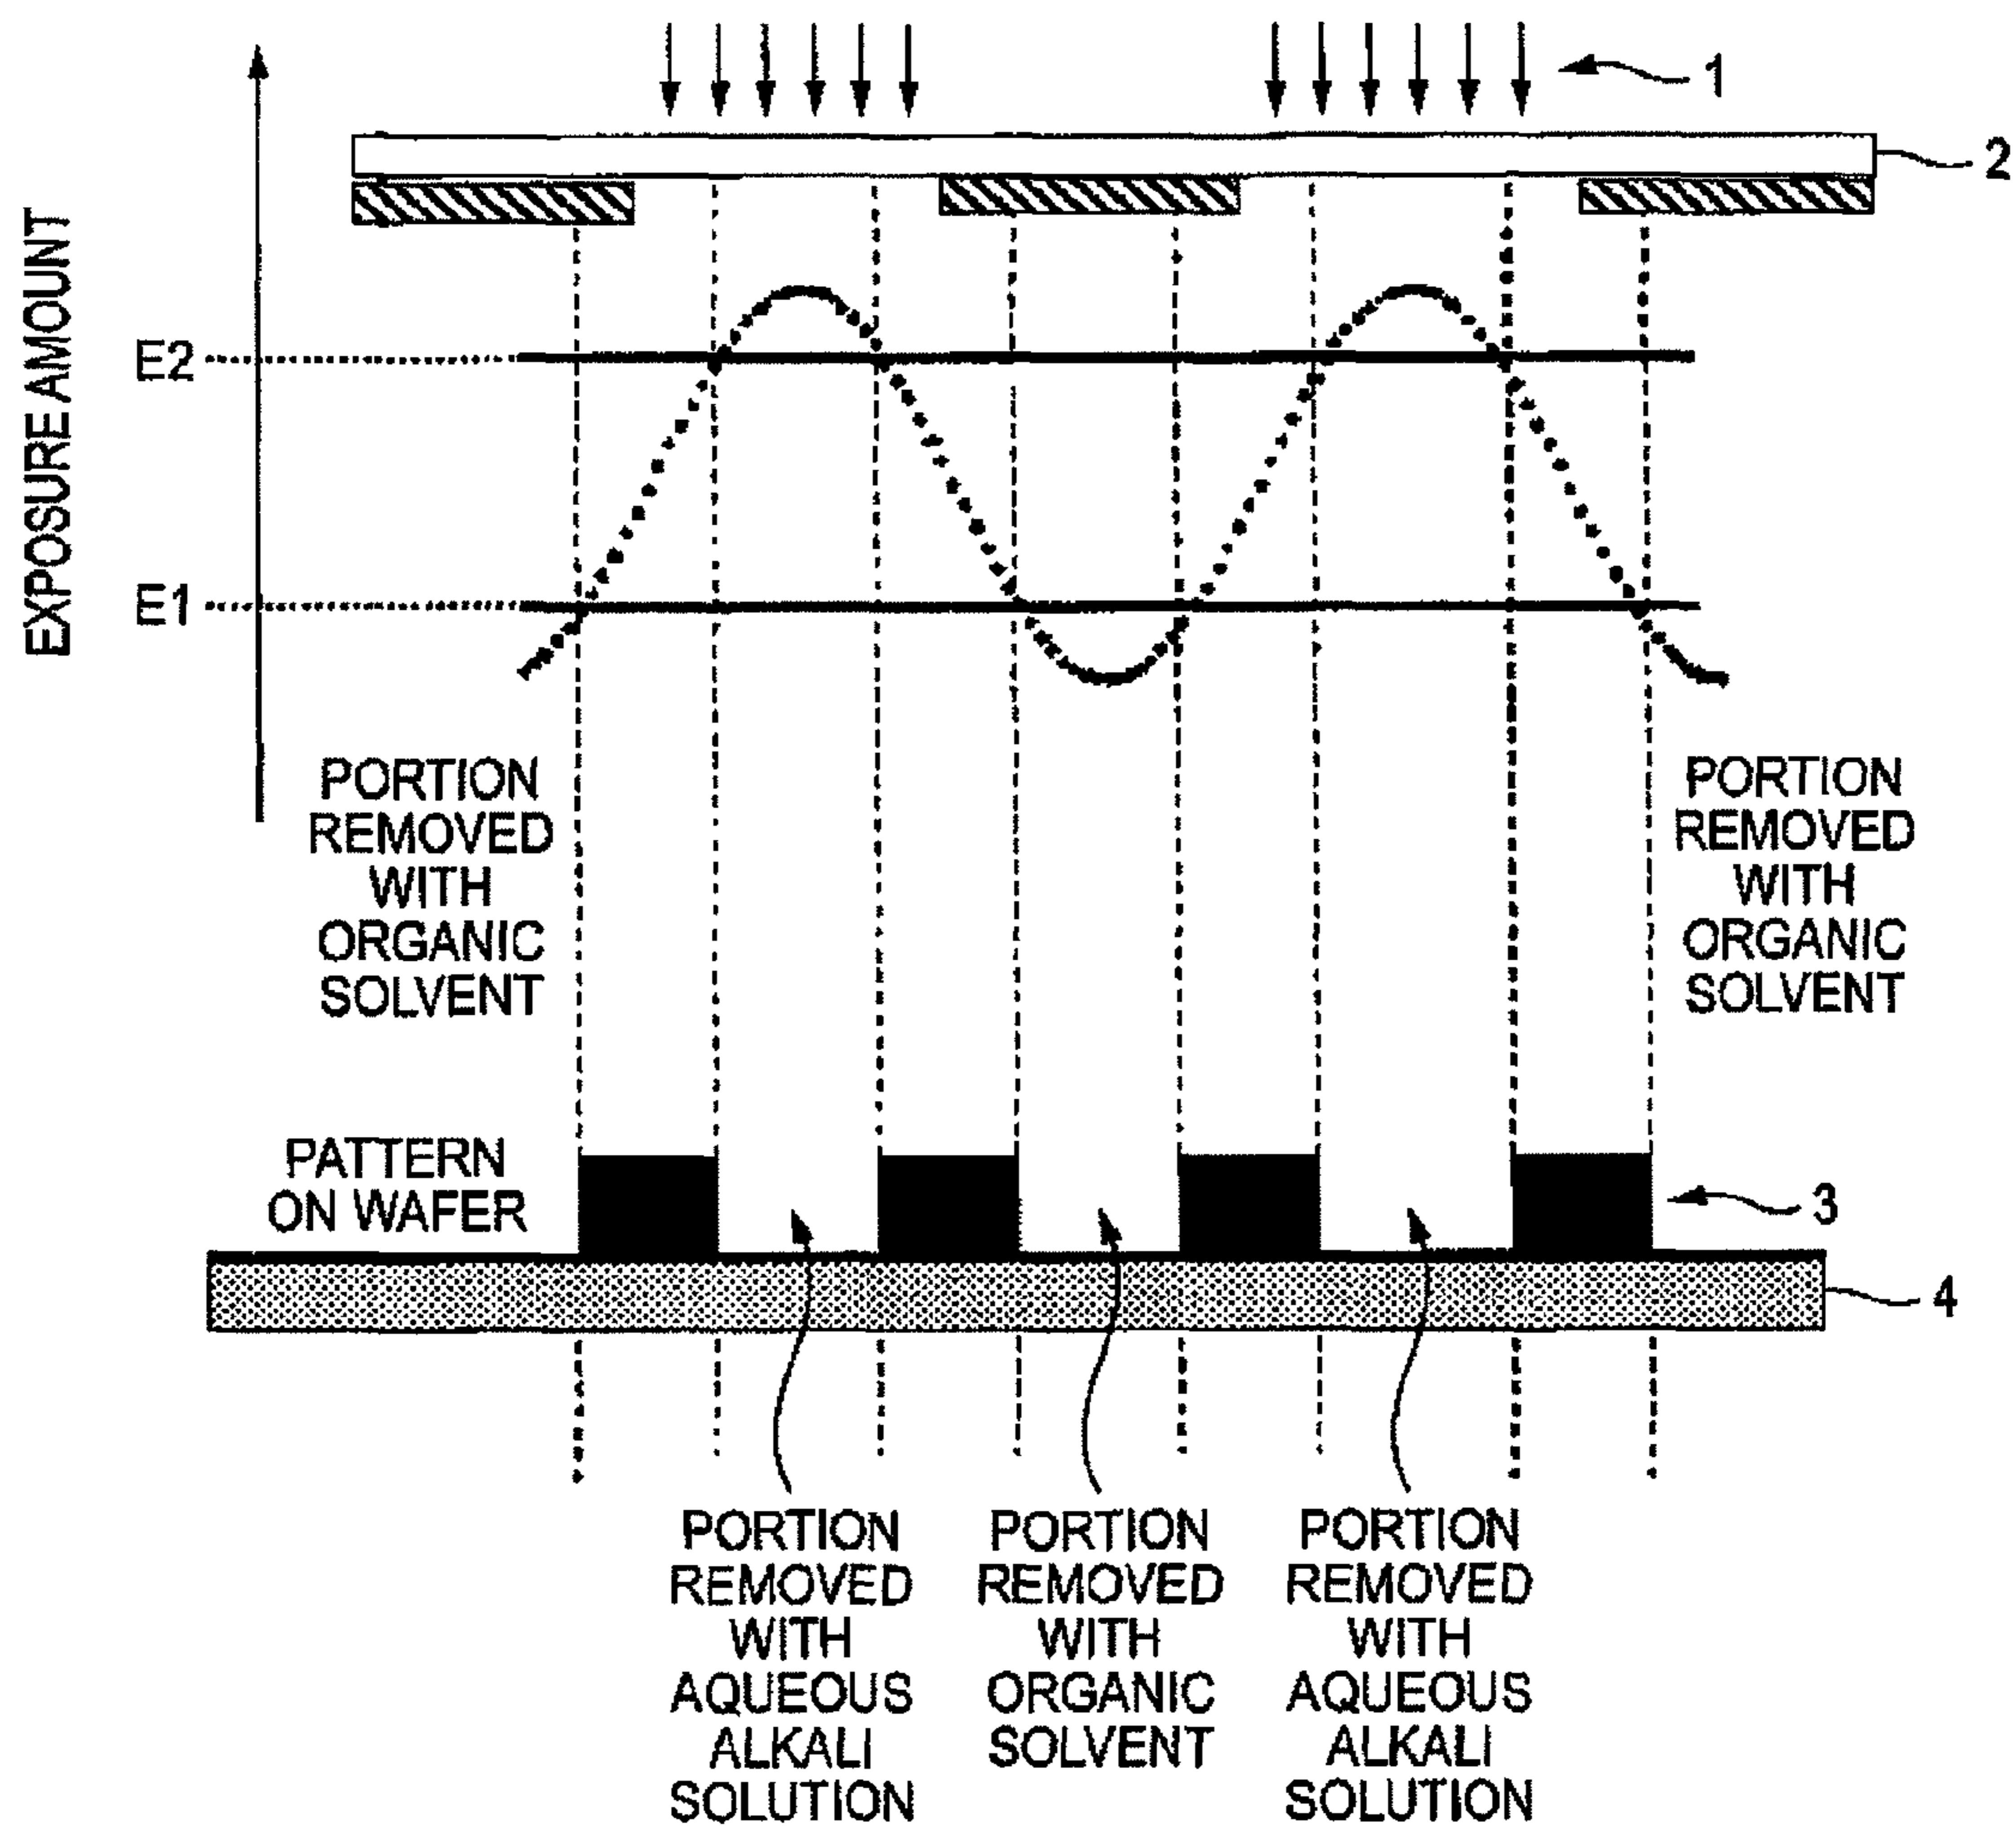 1
2
EXPOSURE AMOUNT
E2
E1
PORTION
REMOVED
WITH
ORGANIC
SOLVENT
PORTION
REMOVED
WITH
ORGANIC
SOLVENT
PATTERN
ON WAFER
3
4
PORTION
REMOVED
WITH
AQUEOUS
ALKALI
SOLUTION
PORTION
REMOVED
WITH
ORGANIC
SOLVENT
PORTION
REMOVED
WITH
AQUEOUS
ALKALI
SOLUTION